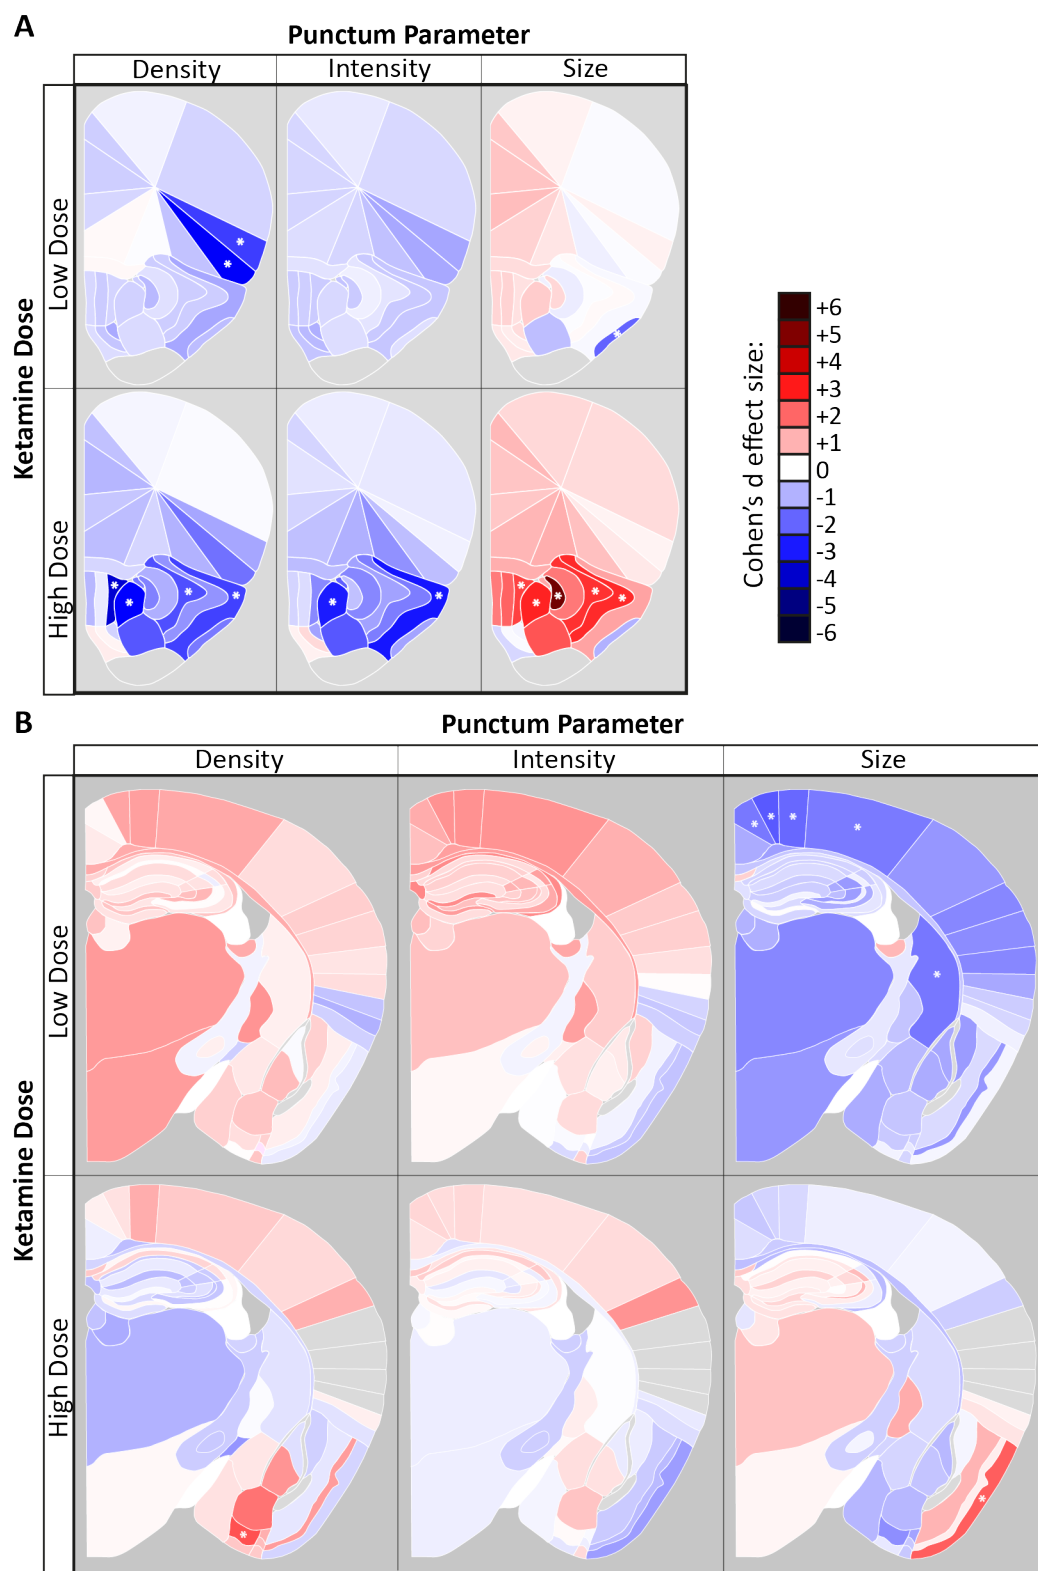 A
Punctum Parameter
Density Intensity Size
Ketamine Dose
Low Dose
* *
*
High Dose
* * * *
* *
* * * * *
Cohen's d effect size:
+6
+5
+4
+3
+2
+1
0
-1
-2
-3
-4
-5
-6
B
Punctum Parameter
Density Intensity Size
Ketamine Dose
Low Dose
* * * *
*
High Dose
*
*